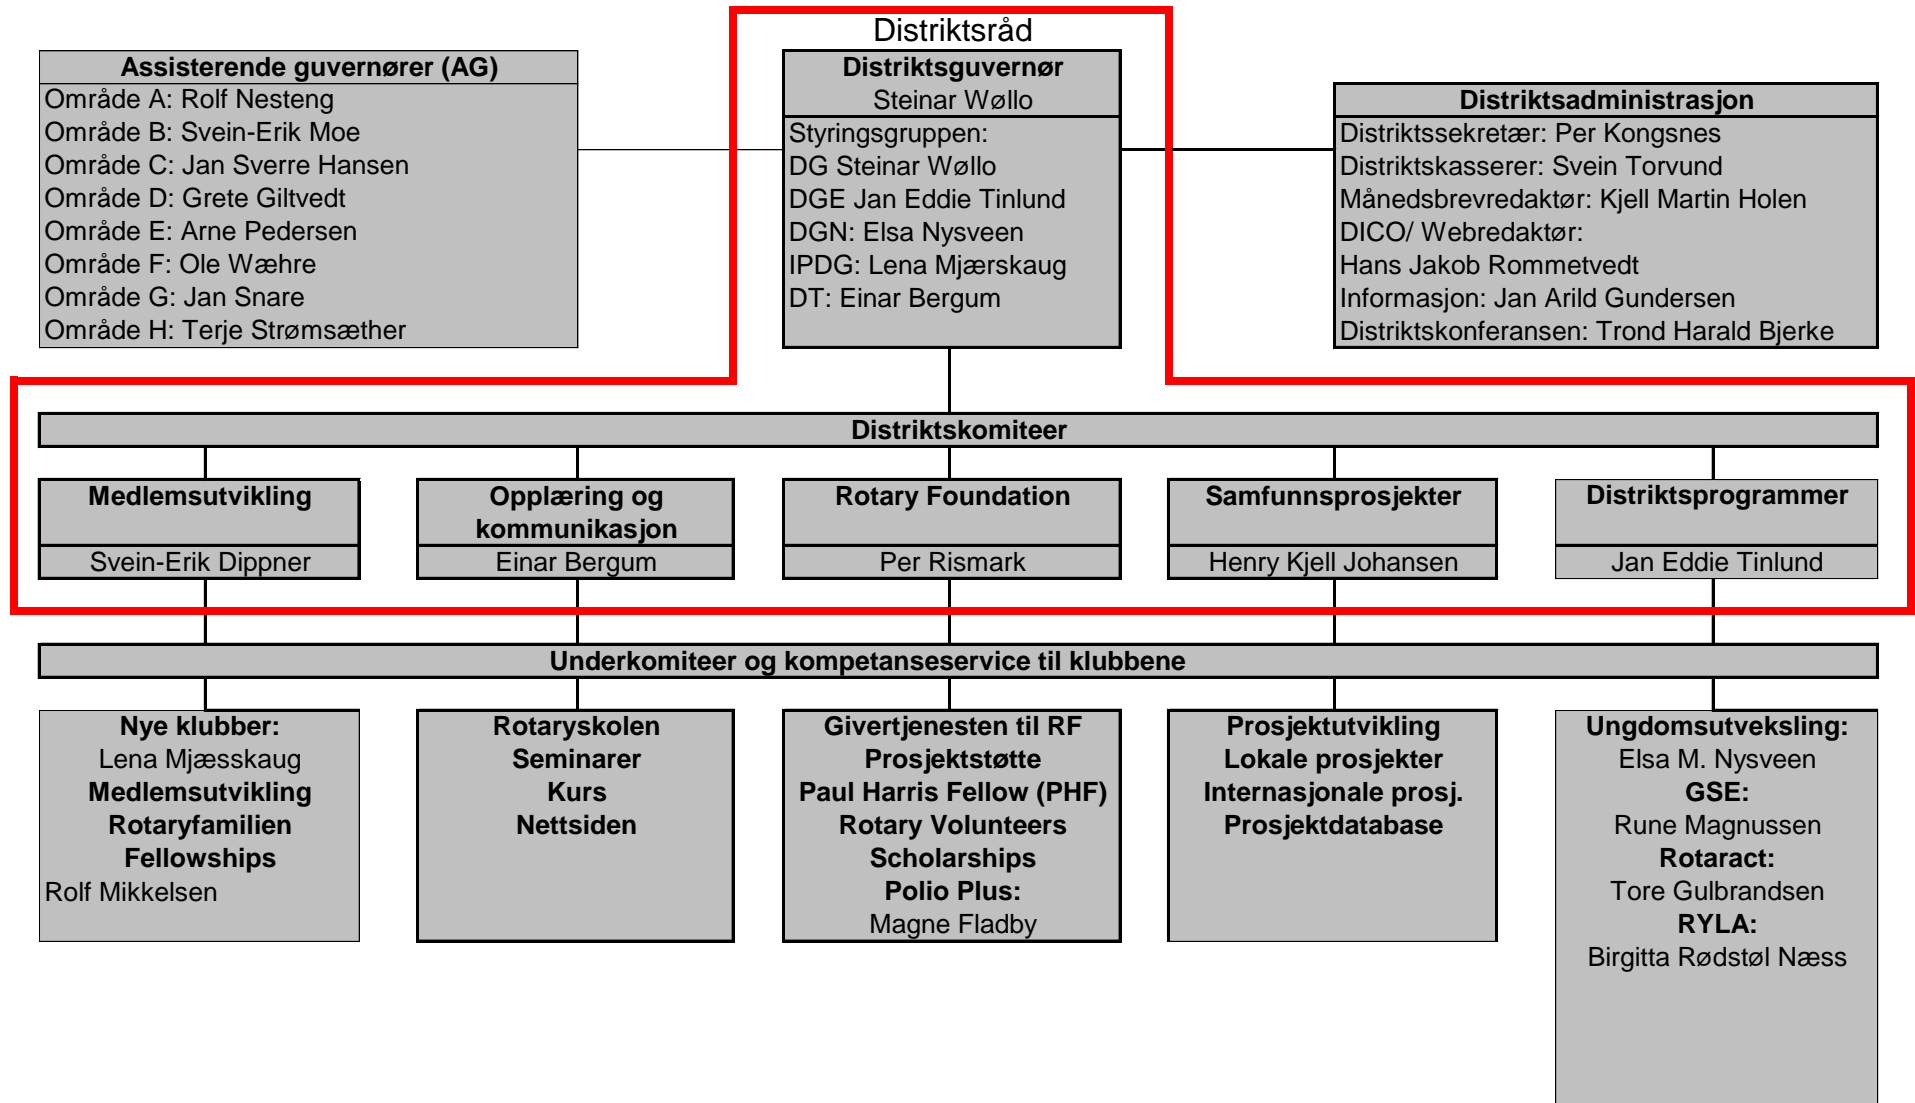 Distriktsråd
Assisterende guvernører (AG)
Område A: Rolf Nesteng
Område B: Svein-Erik Moe
Område C: Jan Sverre Hansen
Område D: Grete Giltvedt
Område E: Arne Pedersen
Område F: Ole Wæhre
Område G: Jan Snare
Område H: Terje Strømsæther
Distriktsguvernør
Steinar Wøllo
Styringsgruppen:
DG Steinar Wøllo
DGE Jan Eddie Tinlund
DGN: Elsa Nysveen
IPDG: Lena Mjærskaug
DT: Einar Bergum
Distriktsadministrasjon
Distriktssekretær: Per Kongsnes
Distriktskasserer: Svein Torvund
Månedsbrevredaktør: Kjell Martin Holen
DICO/ Webredaktør:
Hans Jakob Rommetvedt
Informasjon: Jan Arild Gundersen
Distriktskonferansen: Trond Harald Bjerke
Distriktskomiteer
Medlemsutvikling
Svein-Erik Dippner
Opplæring og
kommunikasjon
Einar Bergum
Rotary Foundation
Per Rismark
Samfunnsprosjekter
Henry Kjell Johansen
Distriktsprogrammer
Jan Eddie Tinlund
Underkomiteer og kompetanseservice til klubbene
Nye klubber:
Lena Mjæsskaug
Medlemsutvikling
Rotaryfamilien
Fellowships
Rolf Mikkelsen
Rotaryskolen
Seminarer
Kurs
Nettsiden
Givertjenesten til RF
Prosjektstøtte
Paul Harris Fellow (PHF)
Rotary Volunteers
Scholarships
Polio Plus:
Magne Fladby
Prosjektutvikling
Lokale prosjekter
Internasjonale prosj.
Prosjektdatabase
Ungdomsutveksling:
Elsa M. Nysveen
GSE:
Rune Magnussen
Rotaract:
Tore Gulbrandsen
RYLA:
Birgitta Rødstøl Næss